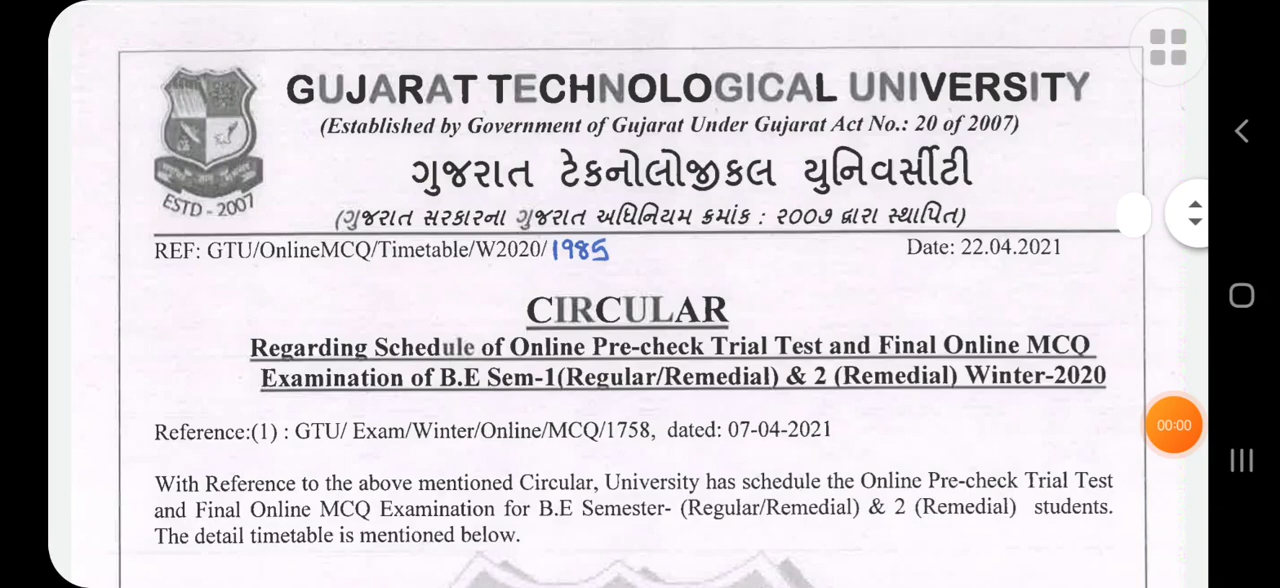 GUJARAT TECHNOLOGICAL UNIVERSITY
(Established by Government of Gujarat Under Gujarat Act No.: 20 of 2007)
ગુજરાત ટેકનોલોજીકલ યુનિવર્સીટી
(ગુજરાત સરકારના ગુજરાત અધિનિયમ ક્રમાંક : ૨૦૦૭ દ્વારા સ્થાપિત)
ESTD - 2007
REF: GTU/OnlineMCQ/Timetable/W2020/1985 Date: 22.04.2021
CIRCULAR
Regarding Schedule of Online Pre-check Trial Test and Final Online MCQ
Examination of B.E Sem-1(Regular/Remedial) & 2 (Remedial) Winter-2020
Reference:(1) : GTU/ Exam/Winter/Online/MCQ/1758, dated: 07-04-2021
00:00
With Reference to the above mentioned Circular, University has schedule the Online Pre-check Trial Test
and Final Online MCQ Examination for B.E Semester- (Regular/Remedial) & 2 (Remedial) students.
The detail timetable is mentioned below.